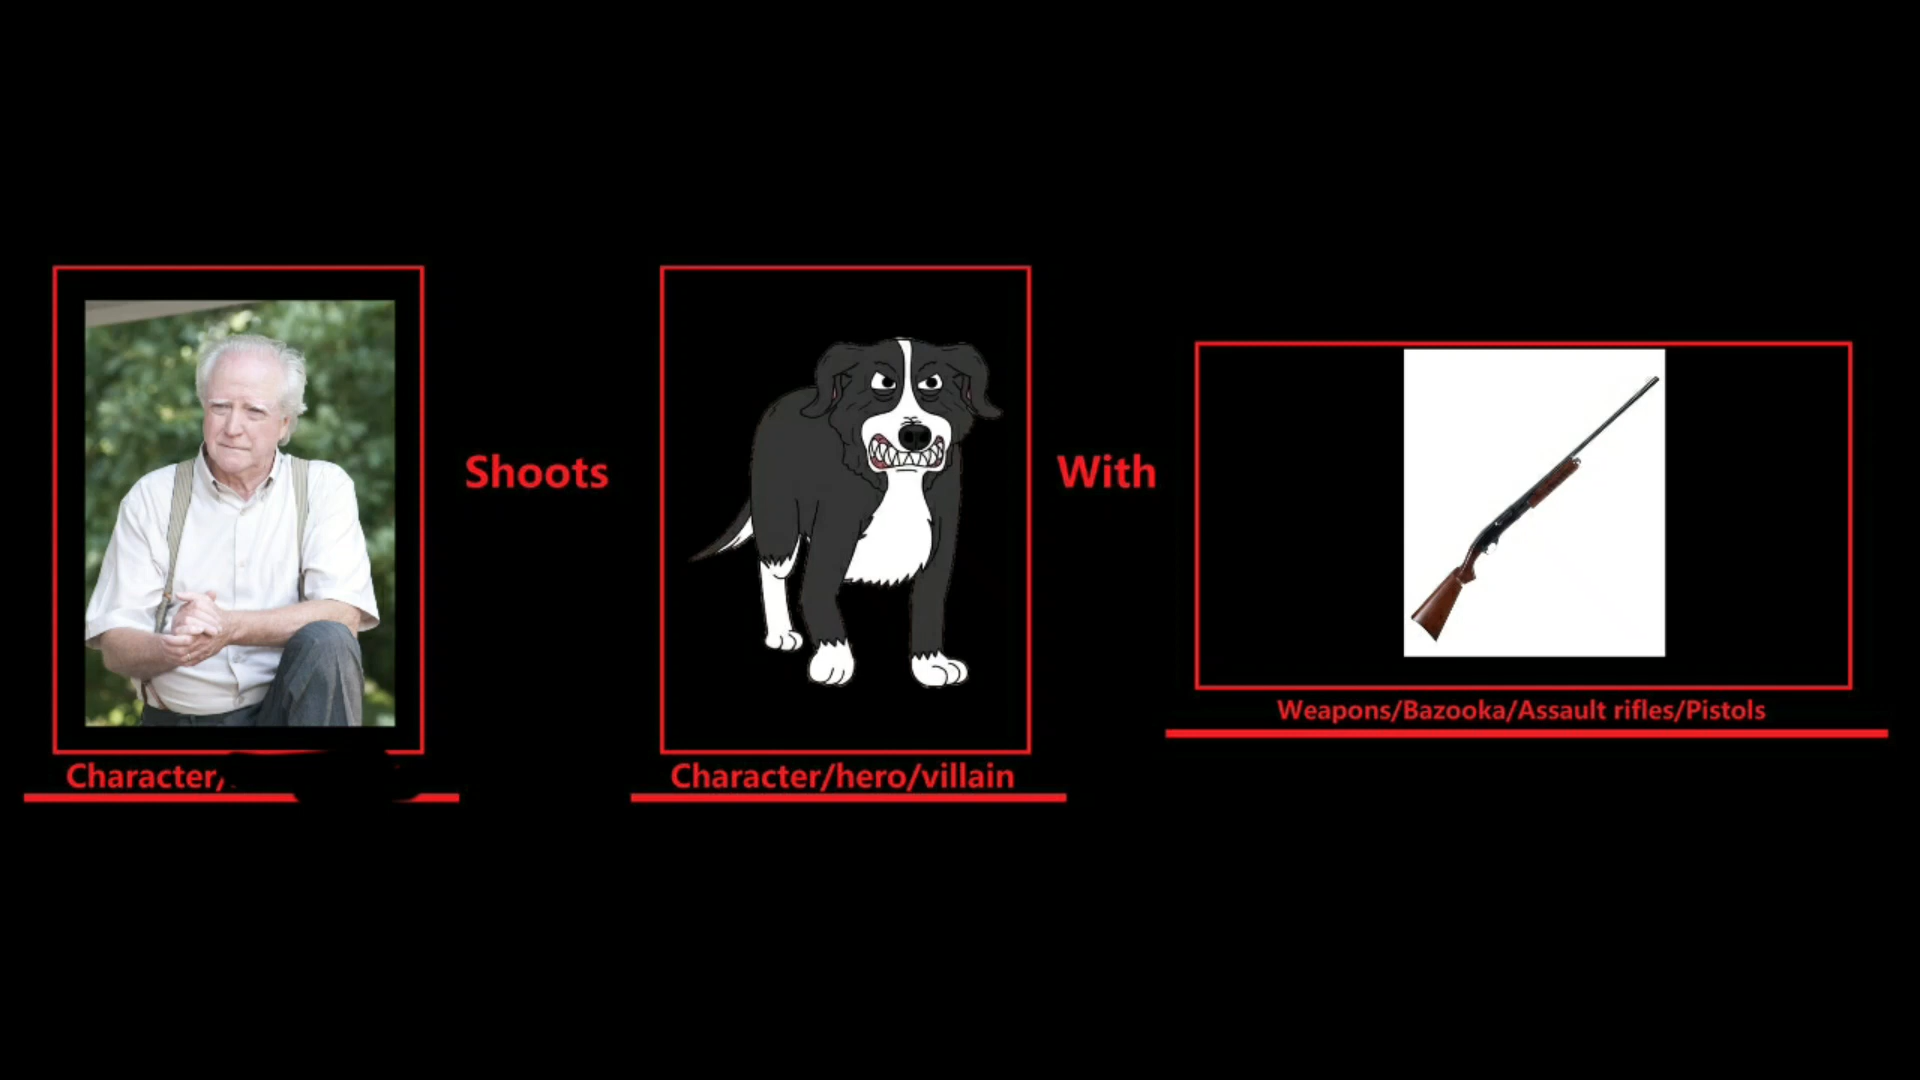 Shoots
With
Weapons/Bazooka/Assault rifles/Pistols
Character/
Character/hero/villain